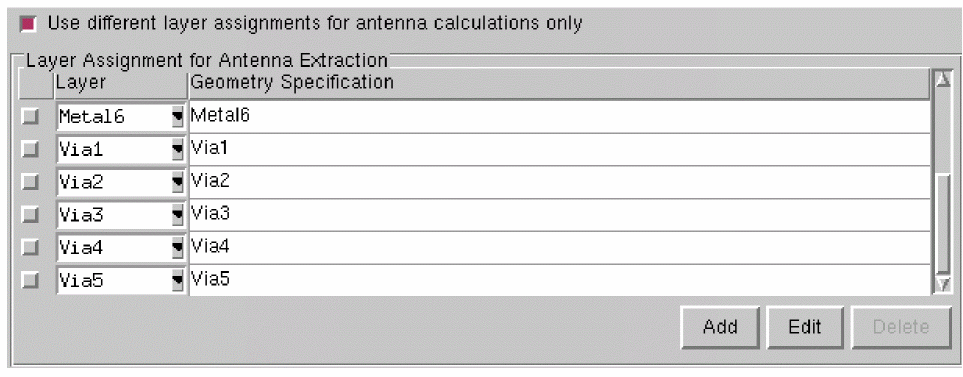 Use different layer assignments for antenna calculations only
Layer Assignment for Antenna Extraction
Layer Geometry Specification
Metal6 Metal6
Via1 Via1
Via2 Via2
Via3 Via3
Via4 Via4
Via5 Via5
Add Edit Delete